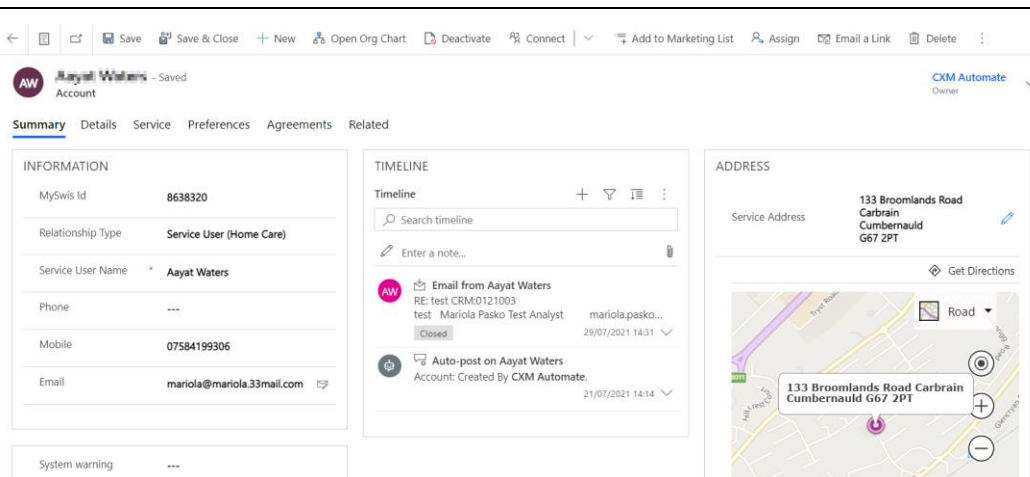 Save Save & Close New Open Org Chart Deactivate Connect Add to Marketing List Assign Email a Link Delete
AW
- Saved
Account
CXM Automate
Owner
Summary Details Service Preferences Agreements Related
INFORMATION
MySwis Id 8638320
Relationship Type Service User (Home Care)
Service User Name * Aayat Waters
Phone ---
Mobile 07584199306
Email mariola@mariola.33mail.com
System warning ---
TIMELINE
Timeline
Search timeline
Enter a note...
AW
Email from Aayat Waters
RE: test CRM:0121003
test Mariola Pasko Test Analyst mariola.pasko...
Closed 29/07/2021 14:31
Auto-post on Aayat Waters
Account: Created By CXM Automate.
21/07/2021 14:14
ADDRESS
Service Address
133 Broomlands Road
Carbrain
Cumbernauld
G67 2PT
Get Directions
Road
133 Broomlands Road Carbrain
Cumbernauld G67 2PT